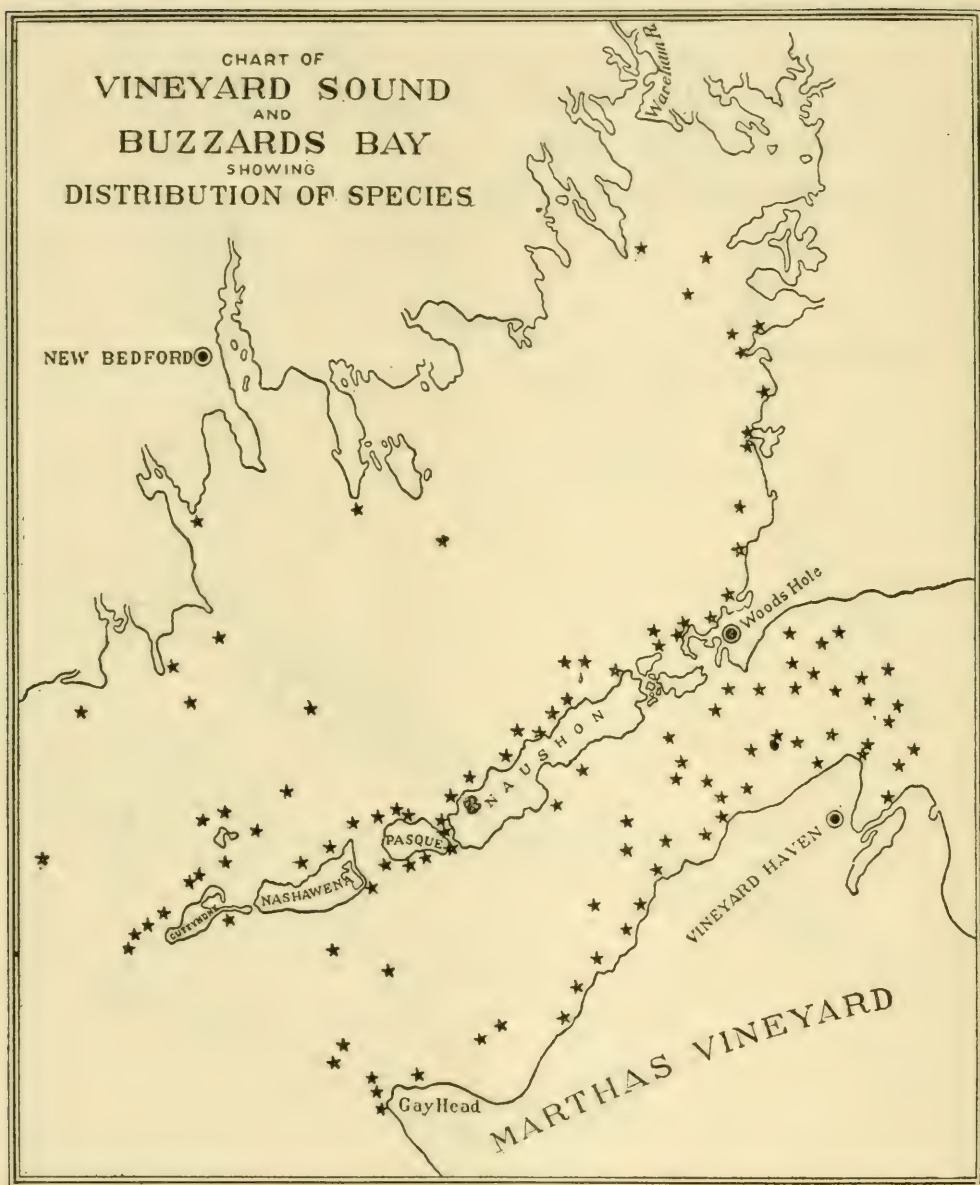 CHART OF
VINEYARD SOUND
AND
BUZZARDS BAY
SHOWING
DISTRIBUTION OF SPECIES
Wareham R.
NEW BEDFORD
Woods Hole
NAUSHON
PASQUE
NASHAWENA
CUTTYHUNK
VINEYARD HAVEN
MARTHAS VINEYARD
Gay Head